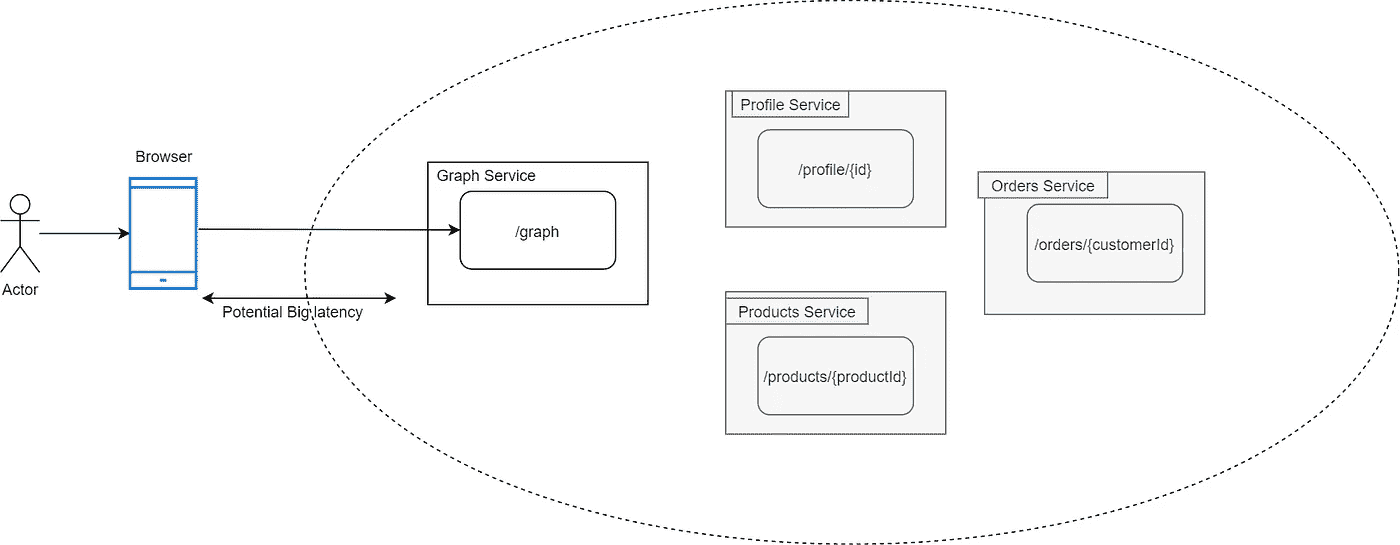 Actor
Browser
Potential Big latency
Graph Service
/graph
Profile Service
/profile/{id}
Products Service
/products/{productId}
Orders Service
/orders/{customerId}